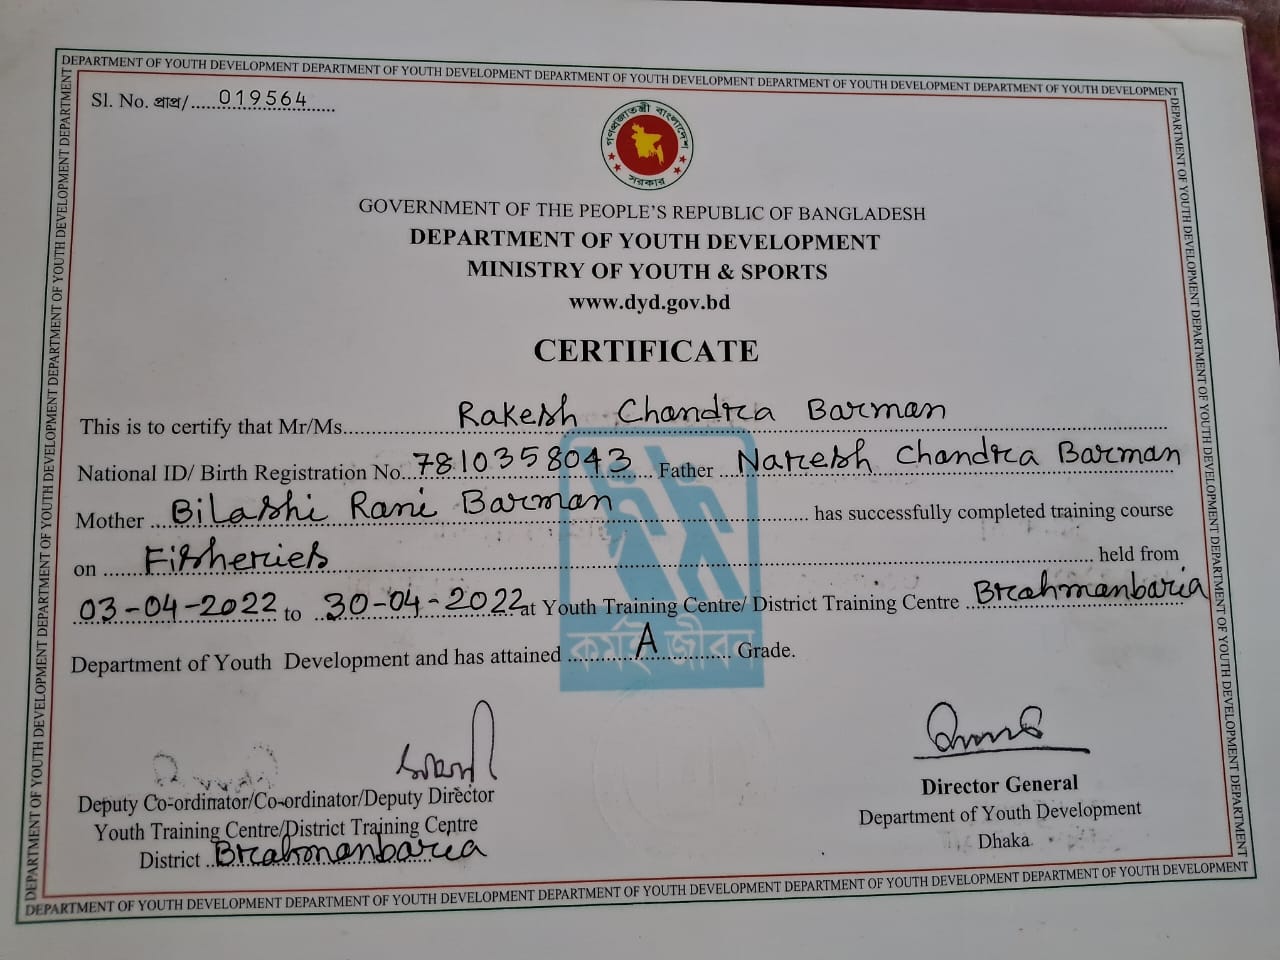 DEPARTMENT OF YOUTH DEVELOPMENT DEPARTMENT OF YOUTH DEVELOPMENT DEPARTMENT OF YOUTH DEVELOPMENT DEPARTMENT OF YOUTH DEVELOPMENT DEPARTMENT OF YOUTH DEVELOPMENT
Sl. No. প্রাপ্র/.....019564
গণপ্রজাতন্ত্রী বাংলাদেশ
সরকার
GOVERNMENT OF THE PEOPLE'S REPUBLIC OF BANGLADESH
DEPARTMENT OF YOUTH DEVELOPMENT
MINISTRY OF YOUTH & SPORTS
www.dyd.gov.bd
CERTIFICATE
This is to certify that Mr/Ms. Rakesh Chandra Barman
National ID/ Birth Registration No. 7810358043 Father Naresh Chandra Barman
Mother Bilashi Rani Barman has successfully completed training course
on Fisheries held from
03-04-2022 to 30-04-2022 at Youth Training Centre/ District Training Centre Brahmanbaria
Department of Youth Development and has attained A Grade.
কর্মই জীবন
Deputy Co-ordinator/Co-ordinator/Deputy Director
Youth Training Centre/District Training Centre
District Brahmanbaria
Director General
Department of Youth Development
Dhaka
DEPARTMENT OF YOUTH DEVELOPMENT DEPARTMENT OF YOUTH DEVELOPMENT DEPARTMENT OF YOUTH DEVELOPMENT DEPARTMENT OF YOUTH DEVELOPMENT DEPARTMENT OF YOUTH DEVELOPMENT